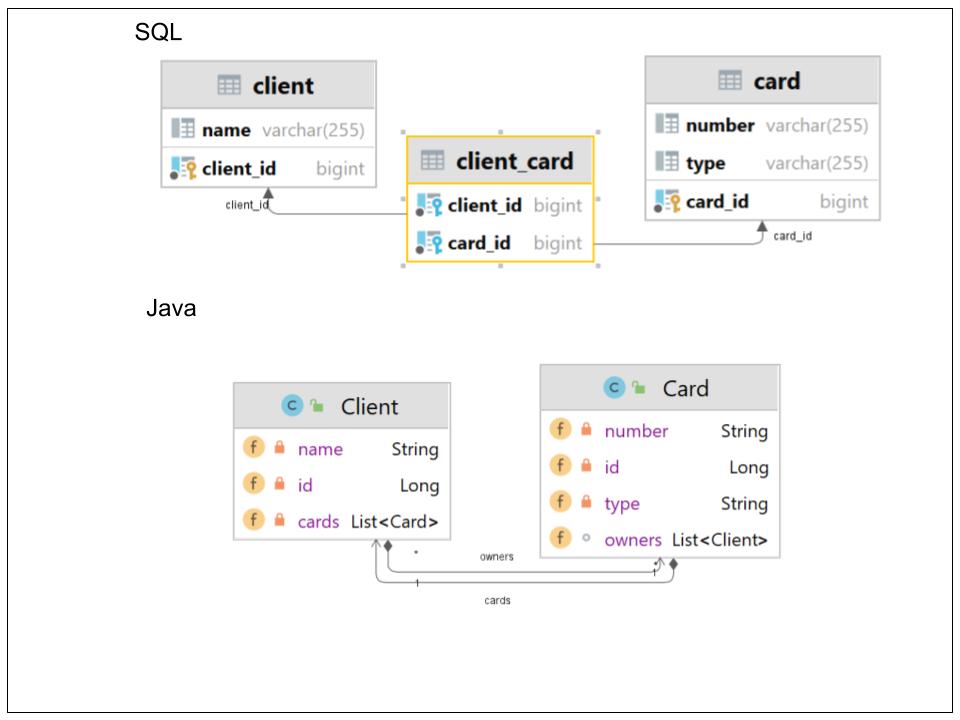 SQL
client
name varchar(255)
client_id bigint
client_id
client_card
client_id bigint
card_id bigint
card
number varchar(255)
type varchar(255)
card_id bigint
card_id
Java
C Client
f name String
f id Long
f cards List<Card>
C Card
f number String
f id Long
f type String
f owners List<Client>
*
owners
*
1
1
cards